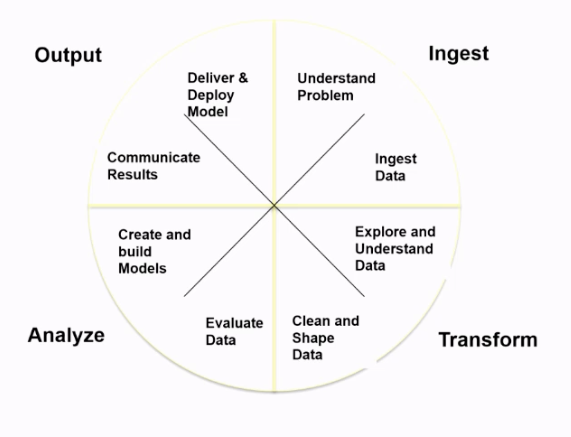 Output
Ingest
Deliver &
Deploy
Model
Understand
Problem
Communicate
Results
Ingest
Data
Create and
build
Models
Explore and
Understand
Data
Evaluate
Data
Clean and
Shape
Data
Analyze
Transform